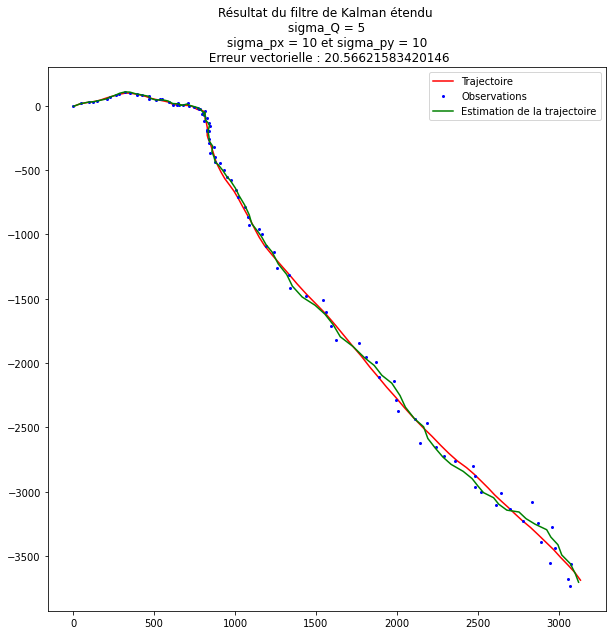 Résultat du filtre de Kalman étendu
sigma_Q = 5
sigma_px = 10 et sigma_py = 10
Erreur vectorielle : 20.56621583420146
Trajectoire
Observations
Estimation de la trajectoire
0
−500
−1000
−1500
−2000
−2500
−3000
−3500
0 500 1000 1500 2000 2500 3000